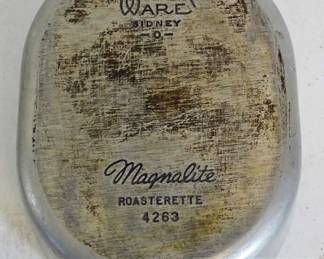 WARE
SIDNEY
-O-
Magnalite
ROASTERETTE
4263